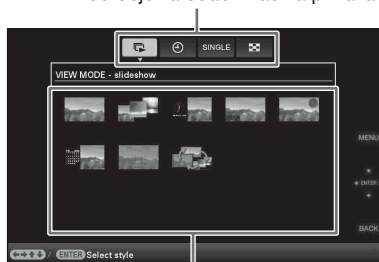 SINGLE
VIEW MODE - slideshow
MENU
ENTER
BACK
/ ENTER Select style